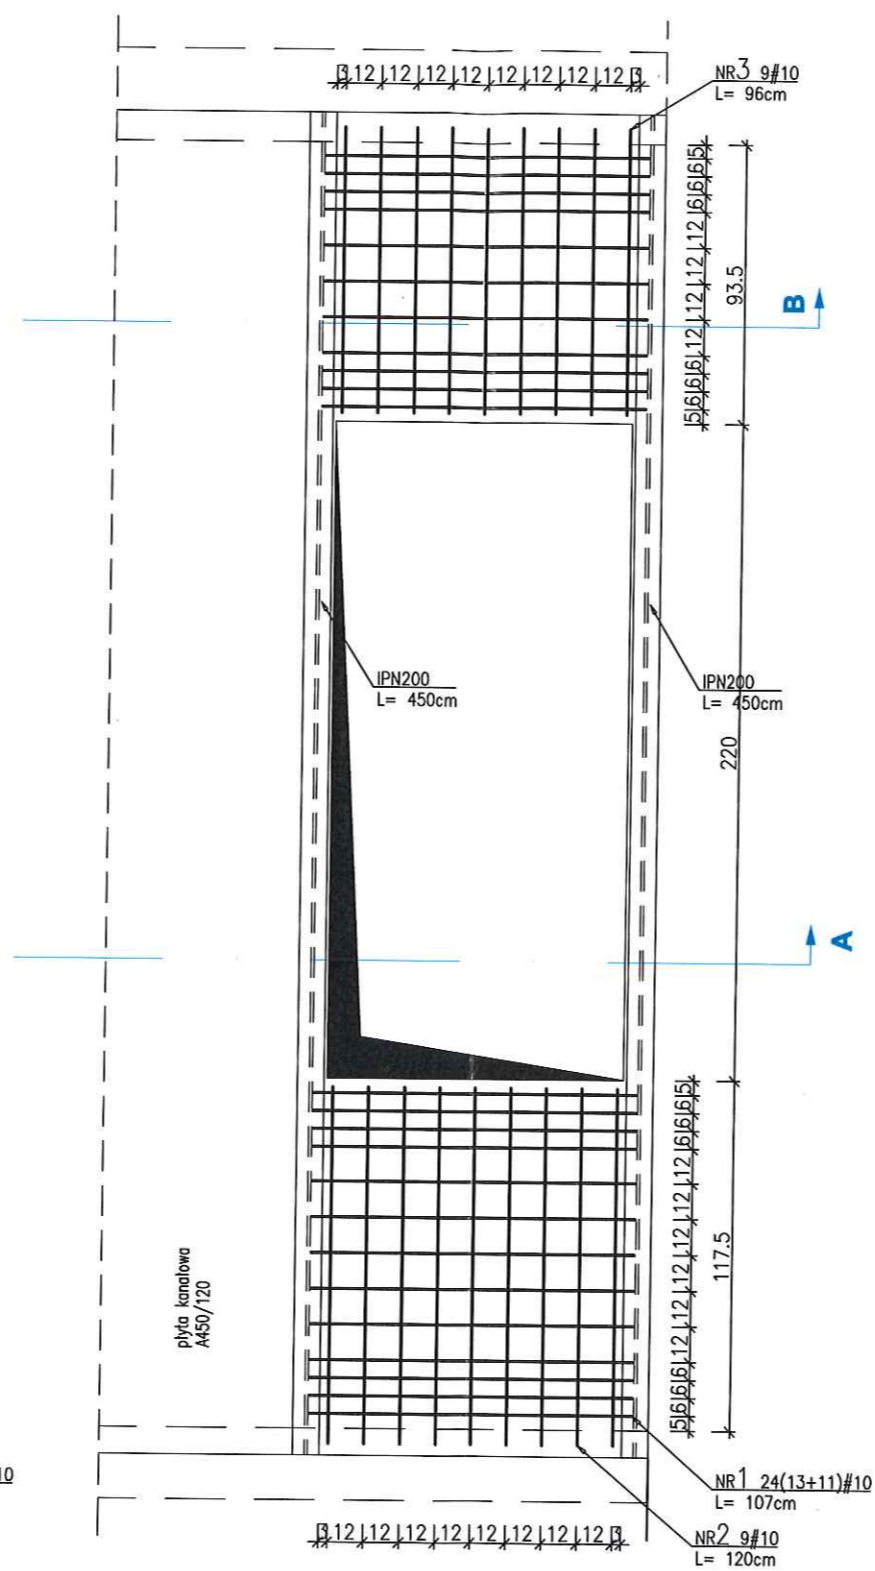 3 12 12 12 12 12 12 12 12 3
NR3 9#10
L= 96cm
5 6 6 6 12 12 12 12 6 6 6 5
93.5
B
IPN200
L= 450cm
IPN200
L= 450cm
220
A
5 6 6 6 12 12 12 12 12 12 6 6 6 5
117.5
płyta kanałowa
A450/120
10
NR1 24(13+11)#10
L= 107cm
NR2 9#10
L= 120cm
3 12 12 12 12 12 12 12 12 3